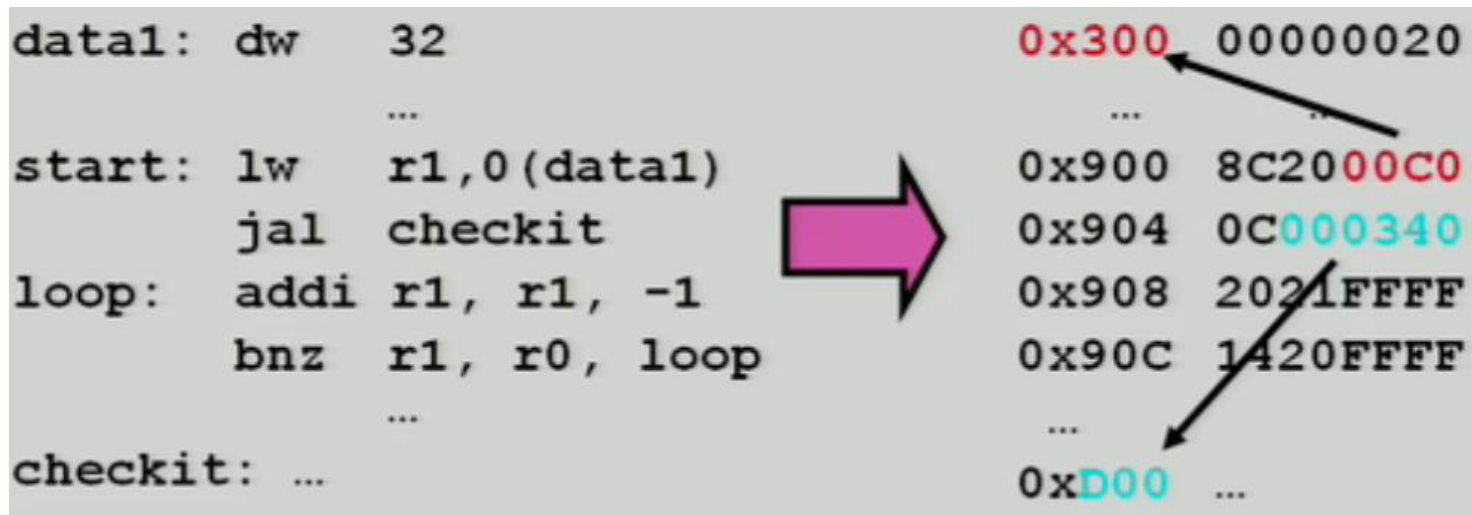 data1: dw 32 0x300 00000020
… … …
start: lw r1,0(data1) 0x900 8C2000C0
jal checkit 0x904 0C000340
loop: addi r1, r1, -1 0x908 2021FFFF
bnz r1, r0, loop 0x90C 1420FFFF
… …
checkit: … 0xD00 …